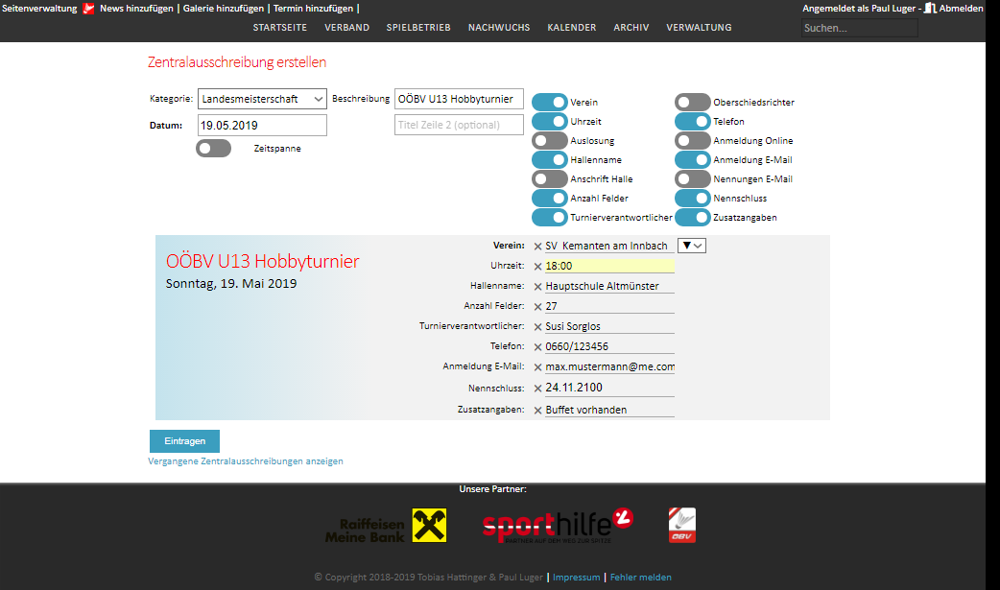 Seitenverwaltung News hinzufügen | Galerie hinzufügen | Termin hinzufügen |
Angemeldet als Paul Luger - Abmelden
STARTSEITE VERBAND SPIELBETRIEB NACHWUCHS KALENDER ARCHIV VERWALTUNG
Suchen...
Zentralausschreibung erstellen
Kategorie: Landesmeisterschaft Beschreibung OÖBV U13 Hobbyturnier
Datum: 19.05.2019 Titel Zeile 2 (optional)
Zeitspanne
Verein Oberschiedsrichter
Uhrzeit Telefon
Auslosung Anmeldung Online
Hallenname Anmeldung E-Mail
Anschrift Halle Nennungen E-Mail
Anzahl Felder Nennschluss
Turnierverantwortlicher Zusatzangaben
OÖBV U13 Hobbyturnier
Sonntag, 19. Mai 2019
Verein: SV Kemanten am Innbach
Uhrzeit: 18:00
Hallenname: Hauptschule Altmünster
Anzahl Felder: 27
Turnierverantwortlicher: Susi Sorglos
Telefon: 0660/123456
Anmeldung E-Mail: max.mustermann@me.com
Nennschluss: 24.11.2100
Zusatzangaben: Buffet vorhanden
Eintragen
Vergangene Zentralausschreibungen anzeigen
Unsere Partner:
Raiffeisen
Meine Bank
sporthilfe
PARTNER AUF DEM WEG ZUR SPITZE
ÖBV
© Copyright 2018-2019 Tobias Hattinger & Paul Luger | Impressum | Fehler melden